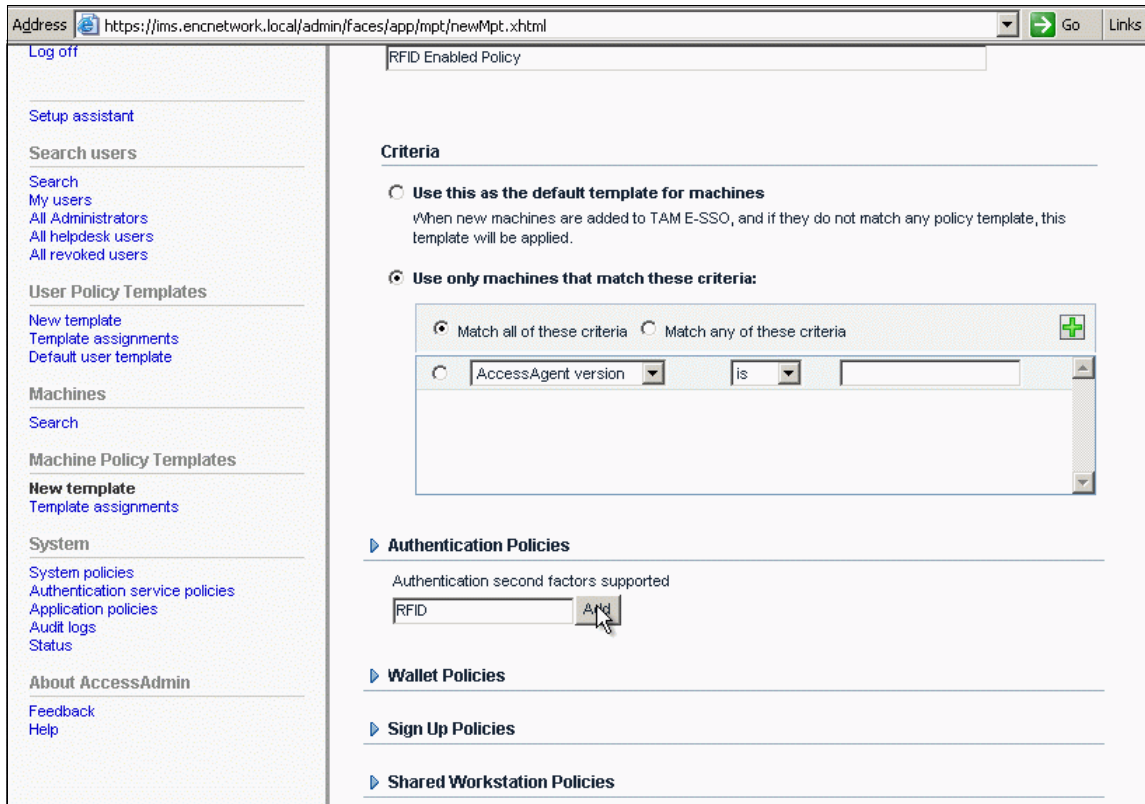 Address https://ims.encnetwork.local/admin/faces/app/mpt/newMpt.xhtml Go Links
Log off
Setup assistant
Search users
Search
My users
All Administrators
All helpdesk users
All revoked users
User Policy Templates
New template
Template assignments
Default user template
Machines
Search
Machine Policy Templates
New template
Template assignments
System
System policies
Authentication service policies
Application policies
Audit logs
Status
About AccessAdmin
Feedback
Help
RFID Enabled Policy
Criteria
Use this as the default template for machines
When new machines are added to TAM E-SSO, and if they do not match any policy template, this
template will be applied.
Use only machines that match these criteria:
Match all of these criteria Match any of these criteria
AccessAgent version is
Authentication Policies
Authentication second factors supported
RFID Add
Wallet Policies
Sign Up Policies
Shared Workstation Policies